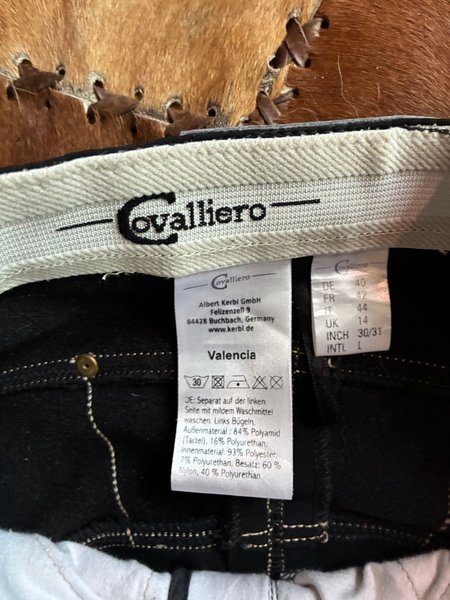 Covalliero
Covalliero
Albert Kerbl GmbH
Felizenzell 9
84428 Buchbach, Germany
www.kerbl.de
Valencia
30
DE: Separat auf der linken
Seite mit mildem Waschmittel
waschen. Links Bügeln,
Außenmaterial : 84% Polyamid
(Tactel), 16% Polyurethan,
Innenmaterial: 93% Polyester,
7% Polyurethan, Besatz: 60 %
Nylon, 40 % Polyurethan
DE 40
FR 42
IT 44
UK 14
INCH 30/31
INTL L